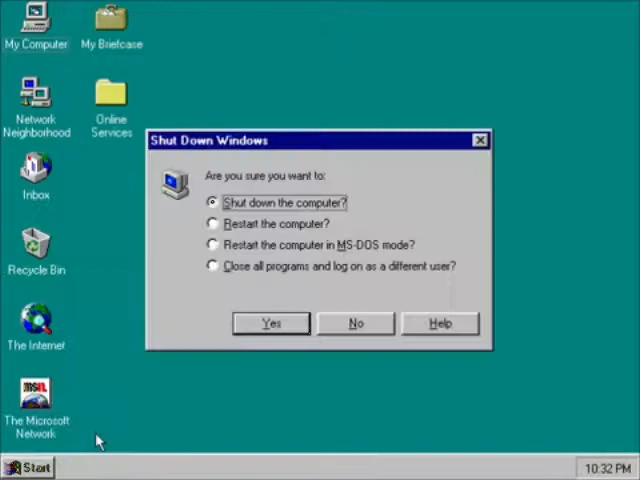 My Computer
My Briefcase
Network Neighborhood
Online Services
Inbox
Recycle Bin
The Internet
msn
The Microsoft Network
Shut Down Windows
Are you sure you want to:
Shut down the computer?
Restart the computer?
Restart the computer in MS-DOS mode?
Close all programs and log on as a different user?
Yes
No
Help
Start
10:32 PM